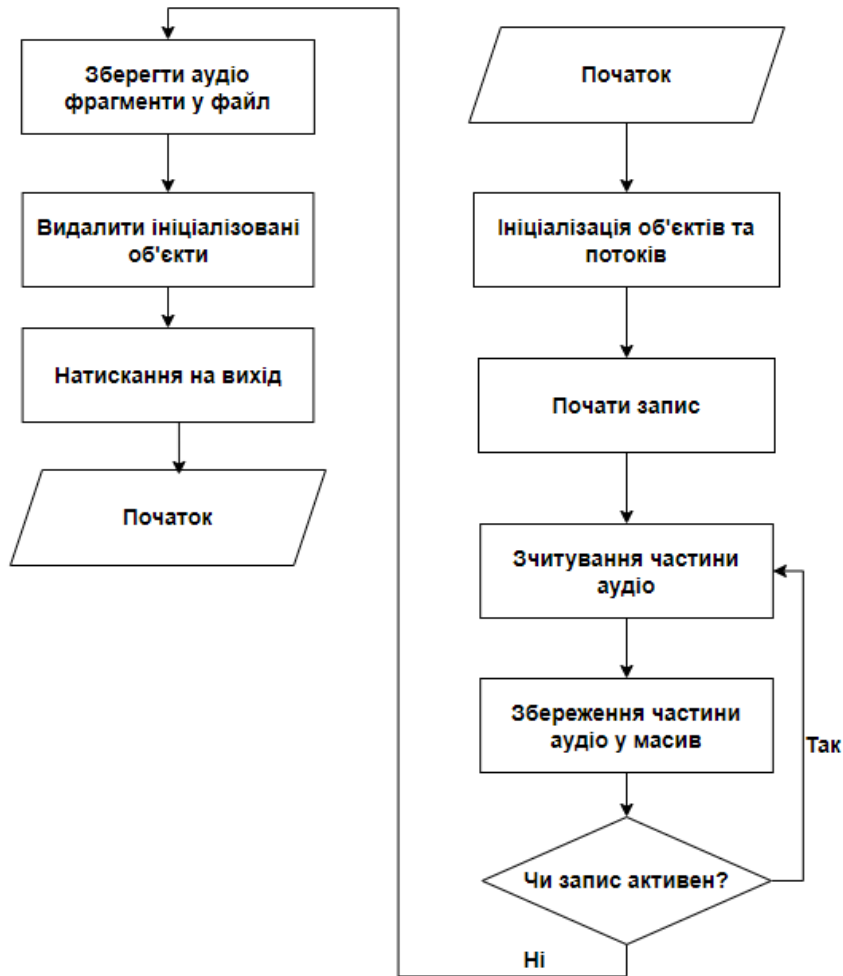 Зберегти аудіо
фрагменти у файл
Видалити ініціалізовані
об'єкти
Натискання на вихід
Початок
Початок
Ініціалізація об'єктів та
потоків
Почати запис
Зчитування частини
аудіо
Збереження частини
аудіо у масив
Так
Чи запис активен?
Ні